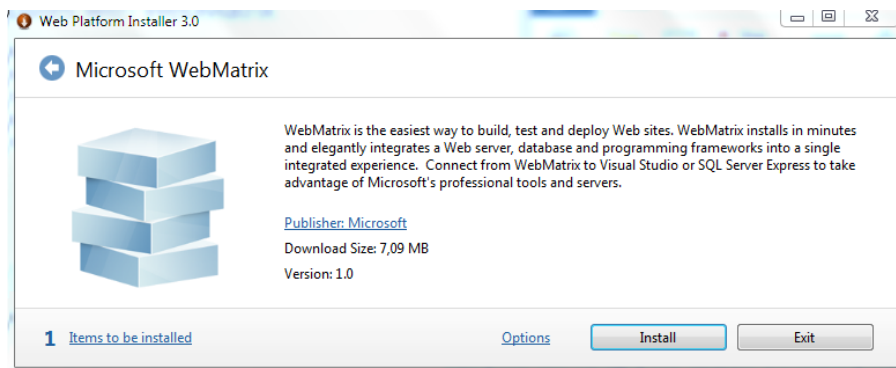 Web Platform Installer 3.0
Microsoft WebMatrix
WebMatrix is the easiest way to build, test and deploy Web sites. WebMatrix installs in minutes
and elegantly integrates a Web server, database and programming frameworks into a single
integrated experience.  Connect from WebMatrix to Visual Studio or SQL Server Express to take
advantage of Microsoft's professional tools and servers.
Publisher: Microsoft
Download Size: 7,09 MB
Version: 1.0
1 Items to be installed Options Install Exit